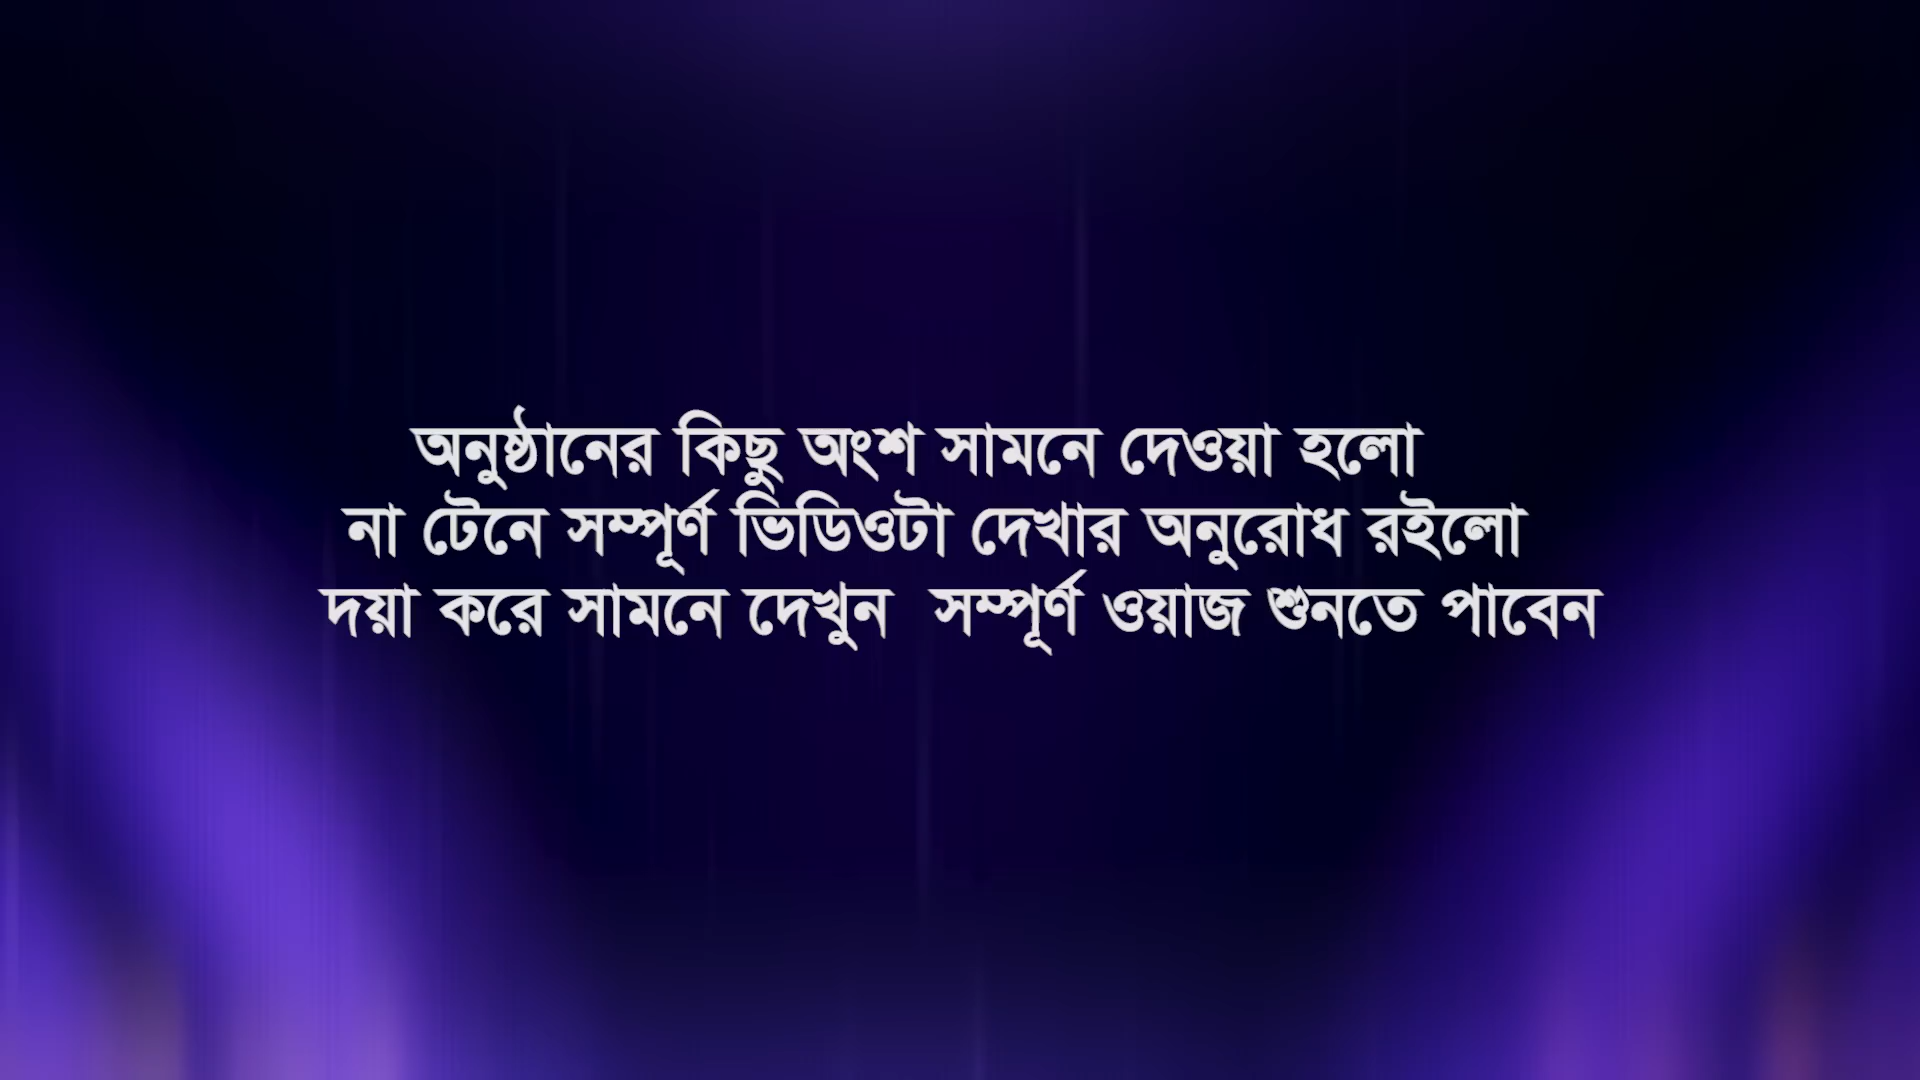 অনুষ্ঠানের কিছু অংশ সামনে দেওয়া হলো
না টেনে সম্পূর্ণ ভিডিওটা দেখার অনুরোধ রইলো
দয়া করে সামনে দেখুন সম্পূর্ণ ওয়াজ শুনতে পাবেন